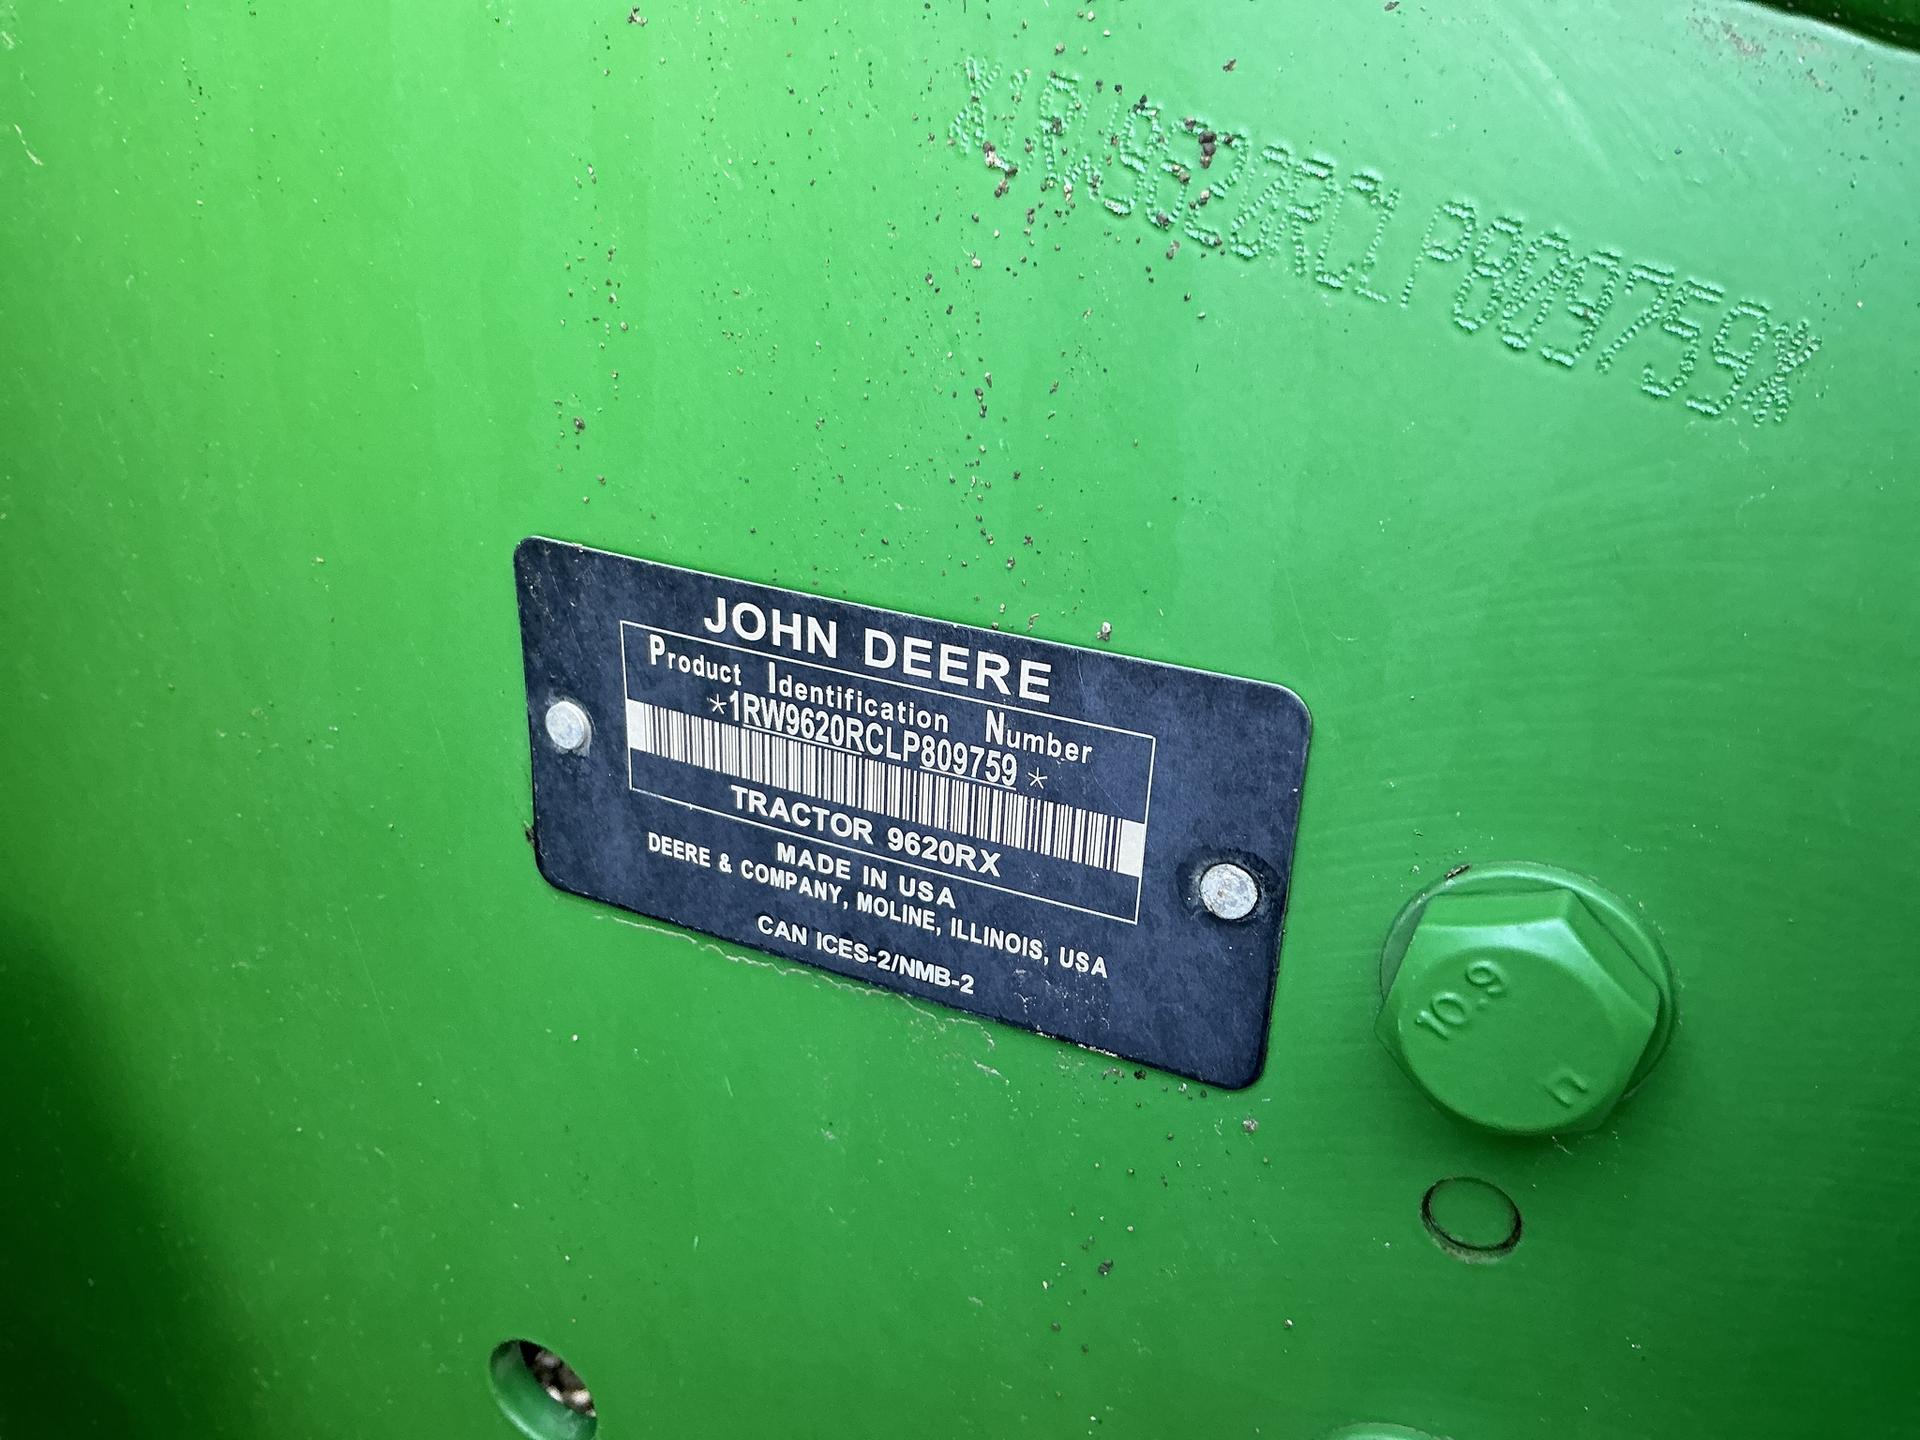 *1RW9620RCLP809759*
JOHN DEERE
Product Identification Number
*1RW9620RCLP809759*
TRACTOR 9620RX
MADE IN USA
DEERE & COMPANY, MOLINE, ILLINOIS, USA
CAN ICES-2/NMB-2
10.9
n